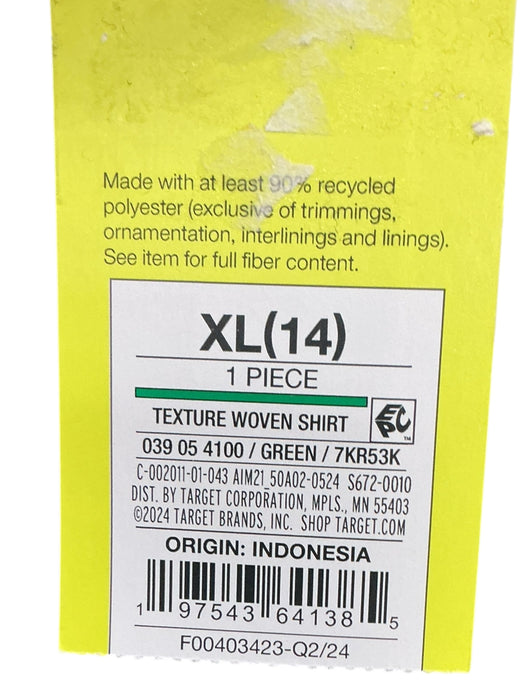 Made with at least 90% recycled
polyester (exclusive of trimmings,
ornamentation, interlinings and linings).
See item for full fiber content.
XL(14)
1 PIECE
TEXTURE WOVEN SHIRT
EPC
TM
039 05 4100 / GREEN / 7KR53K
C-002011-01-043 AIM21_50A02-0524 S672-0010
DIST. BY TARGET CORPORATION, MPLS., MN 55403
©2024 TARGET BRANDS, INC. SHOP TARGET.COM
ORIGIN: INDONESIA
1 97543 64138 5
F00403423-Q2/24